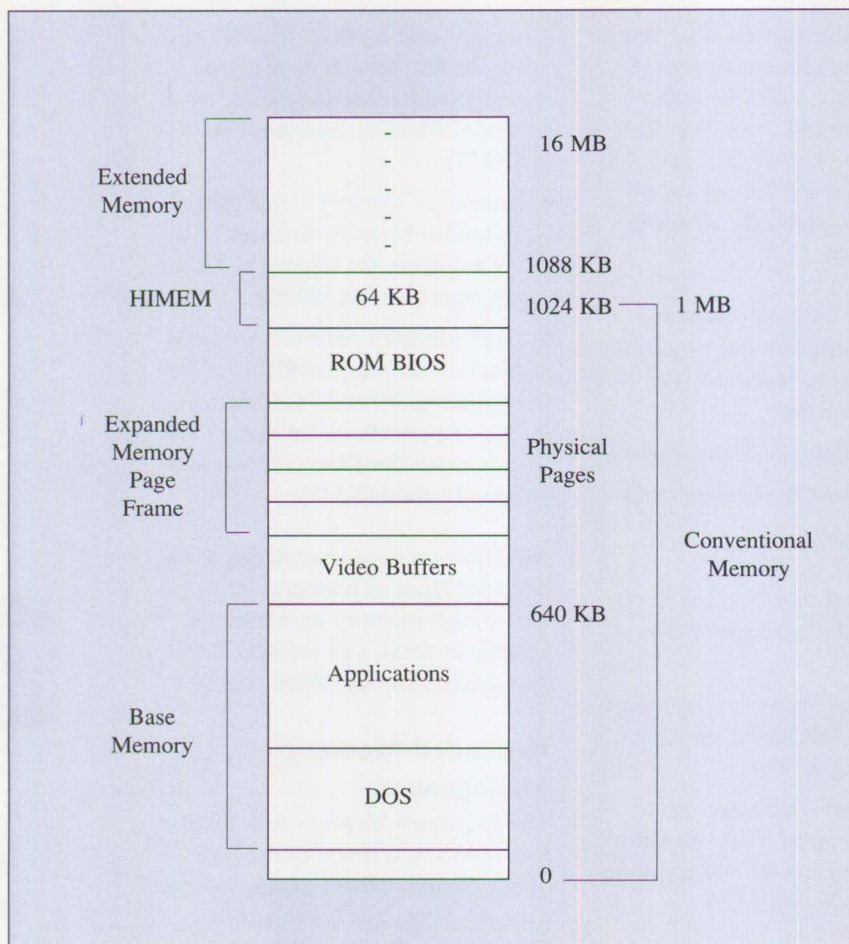 16 MB
Extended
Memory
1088 KB
HIMEM
64 KB
1024 KB
1 MB
ROM BIOS
Expanded
Memory
Page
Frame
Physical
Pages
Video Buffers
Conventional
Memory
640 KB
Applications
Base
Memory
DOS
0